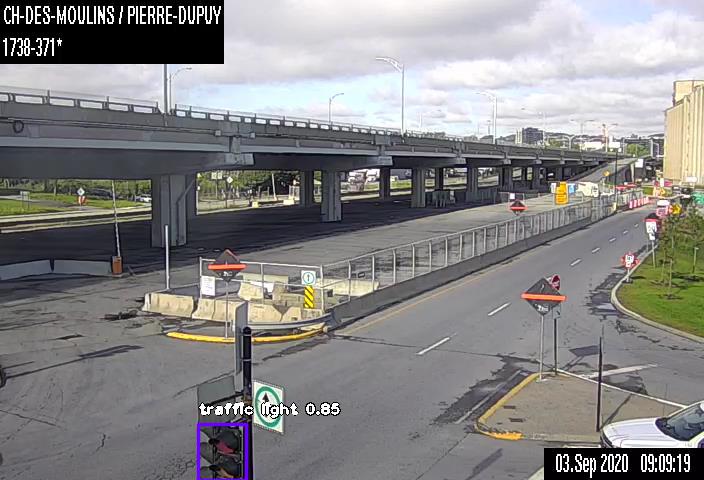 CH-DES-MOULINS / PIERRE-DUPUY
1738-371*
traffic light 0.85
03.Sep 2020 09:09:19